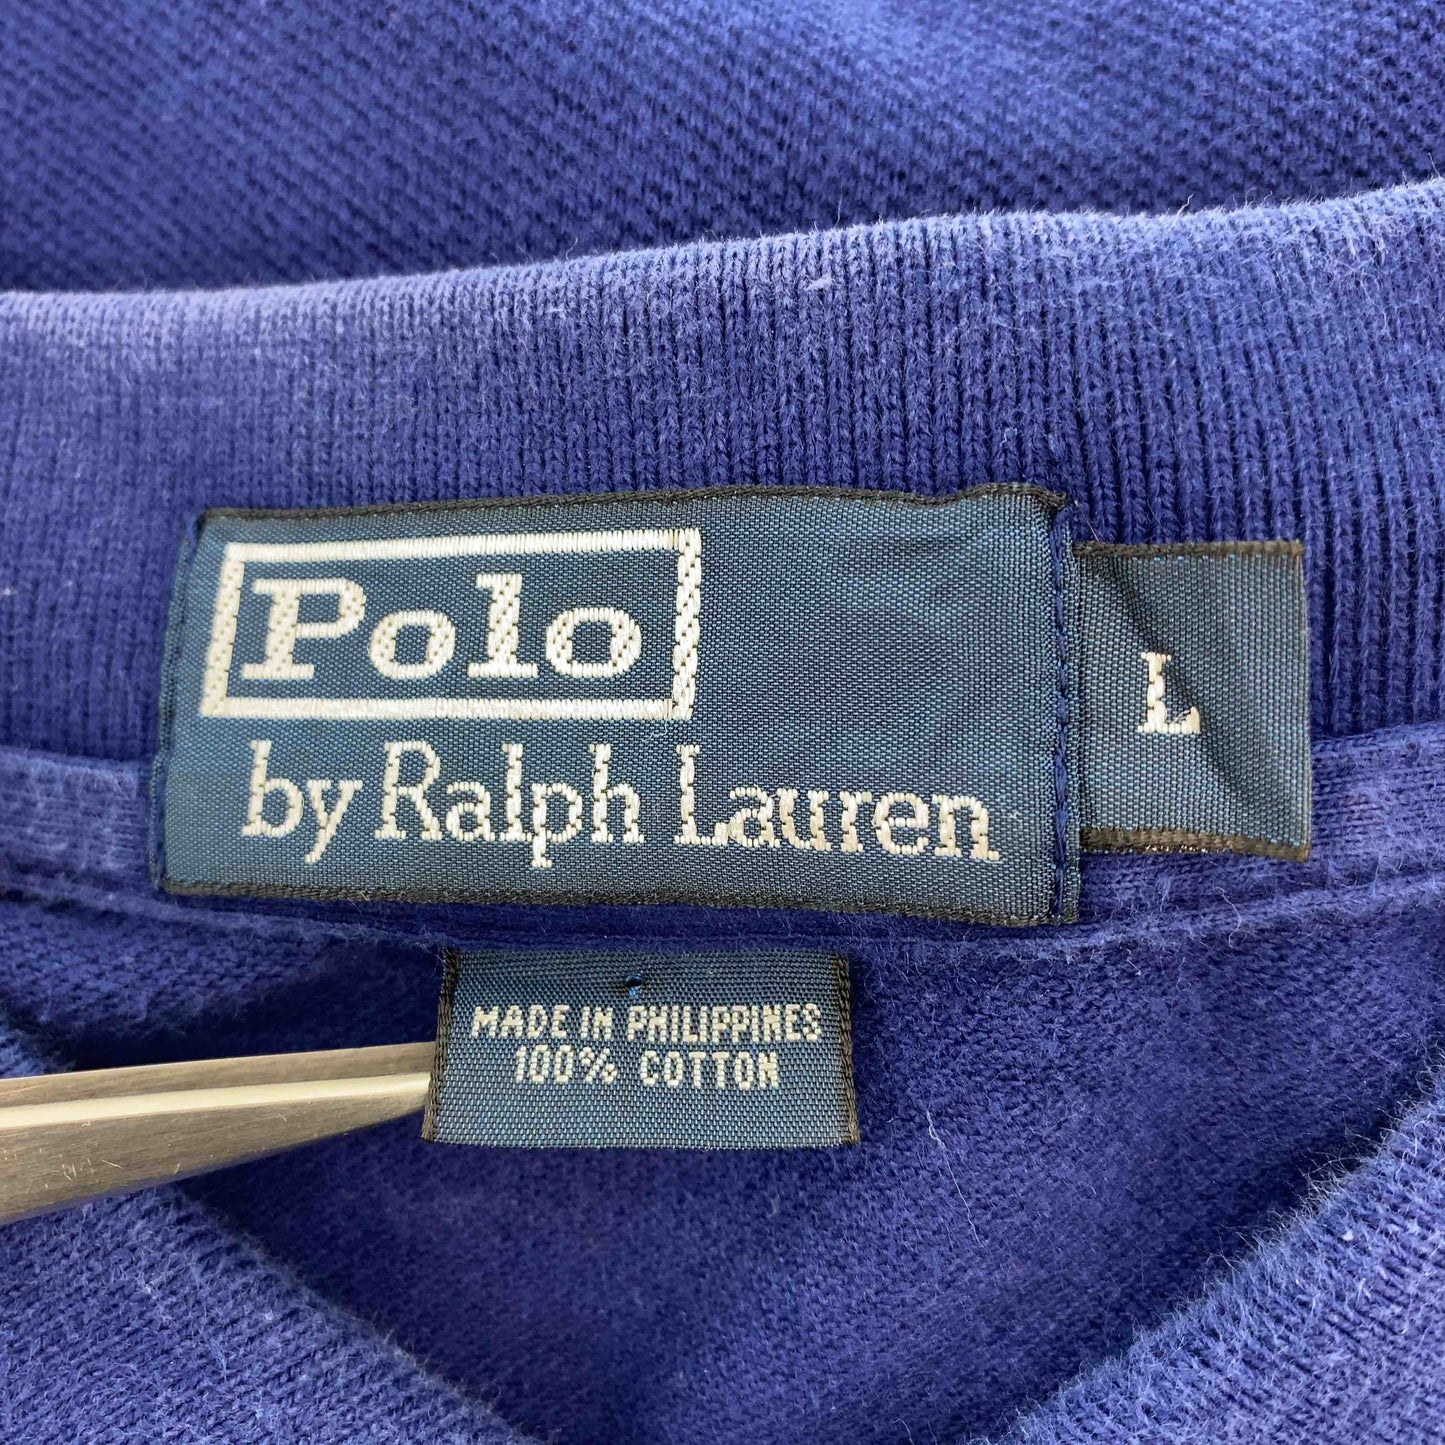 Polo
by Ralph Lauren
L
MADE IN PHILIPPINES
100% COTTON